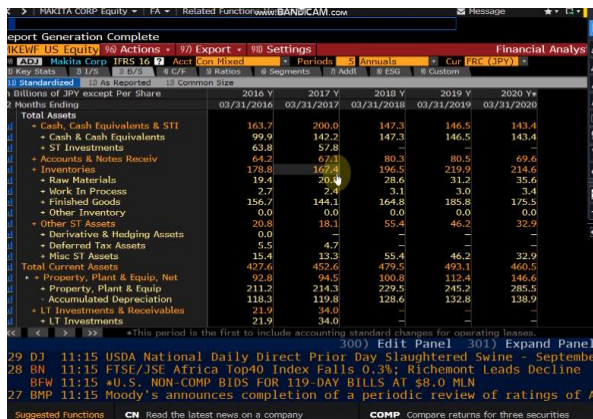 MAKITA CORP Equity FA Related Functions Message
www.BANDICAM.com
eport Generation Complete
IKEWF US Equity 96) Actions 97) Export 98) Settings Financial Analys
ADJ Makita Corp IFRS 16 ? Acct Con Mixed Periods 5 Annuals Cur FRC (JPY)
Key Stats I/S 3 B/S C/F Ratios Segments Addl ESG Custom
11) Standardized 12) As Reported 13) Common Size
n Billions of JPY except Per Share 2016 Y 2017 Y 2018 Y 2019 Y 2020 Y*
2 Months Ending 03/31/2016 03/31/2017 03/31/2018 03/31/2019 03/31/2020
Total Assets
+ Cash, Cash Equivalents & STI 163.7 200.0 147.3 146.5 143.4
+ Cash & Cash Equivalents 99.9 142.2 147.3 146.5 143.4
+ ST Investments 63.8 57.8 – – –
+ Accounts & Notes Receiv 64.2 67.1 80.3 80.5 69.6
+ Inventories 178.8 167.4 196.5 219.9 214.6
+ Raw Materials 19.4 28.6 31.2 35.6
+ Work In Process 2.7 2.4 3.1 3.0 3.4
+ Finished Goods 156.7 144.1 164.8 185.8 175.5
+ Other Inventory 0.0 0.0 0.0 0.0 0.0
+ Other ST Assets 20.8 18.1 55.4 46.2 32.9
+ Derivative & Hedging Assets 0.0 – – –
+ Deferred Tax Assets 5.5 4.7 – – –
+ Misc ST Assets 15.4 13.3 55.4 46.2 32.9
Total Current Assets 427.6 452.6 479.5 493.1 460.5
+ Property, Plant & Equip, Net 92.8 94.5 100.8 112.4 146.6
+ Property, Plant & Equip 211.2 214.3 229.5 245.2 285.5
- Accumulated Depreciation 118.3 119.8 128.6 132.8 138.9
+ LT Investments & Receivables 21.9 34.0 – – –
+ LT Investments 21.9 34.0 – – –
<< < > >> *This period is the first to include accounting standard changes for operating leases.
300) Edit Panel 301) Expand Pane
29 DJ 11:15 USDA National Daily Direct Prior Day Slaughtered Swine - Septembe
28 BN 11:15 FTSE/JSE Africa Top40 Index Falls 0.3%; Richemont Leads Decline
BFW 11:15 *U.S. NON-COMP BIDS FOR 119-DAY BILLS AT $8.0 MLN
27 BMP 11:15 Moody's announces completion of a periodic review of ratings of A
Suggested Functions CN Read the latest news on a company COMP Compare returns for three securities